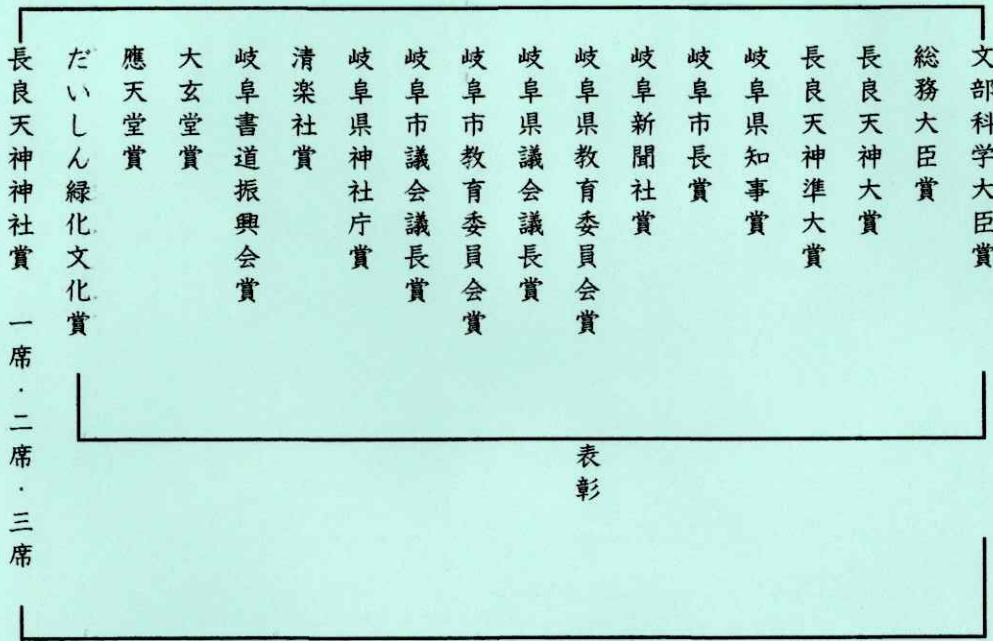 文部科学大臣賞
総務大臣賞
長良天神大賞
長良天神準大賞
岐阜県知事賞
岐阜市長賞
岐阜新聞社賞
岐阜県教育委員会賞
岐阜県議会議長賞
岐阜市教育委員会賞
岐阜市議会議長賞
岐阜県神社庁賞
清楽社賞
岐阜書道振興会賞
大玄堂賞
應天堂賞
だいしん緑化文化賞
長良天神神社賞 一席・二席・三席
表彰